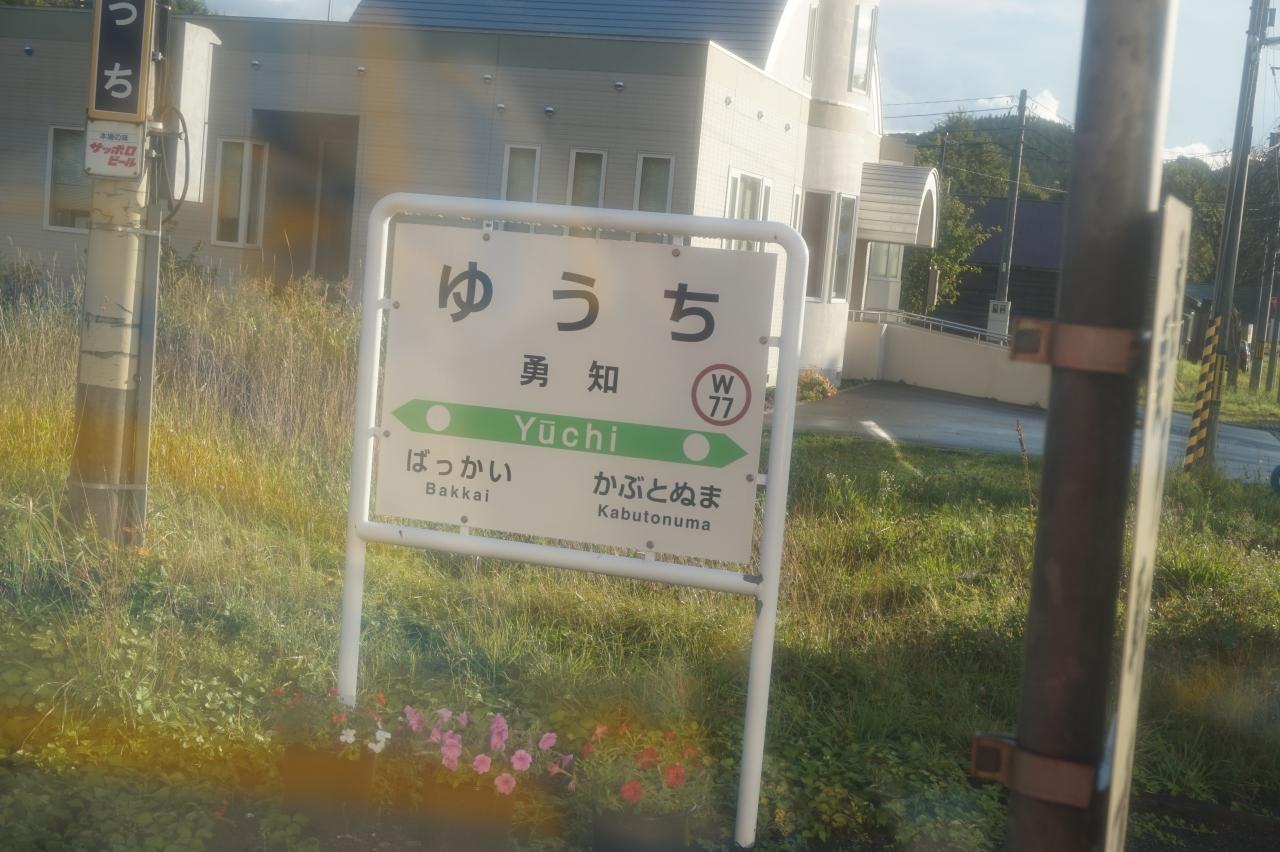 っち
本場の味
サッポロ
ビール
ゆうち
勇知
W
77
Yūchi
ばっかい
Bakkai
かぶとぬま
Kabutonuma